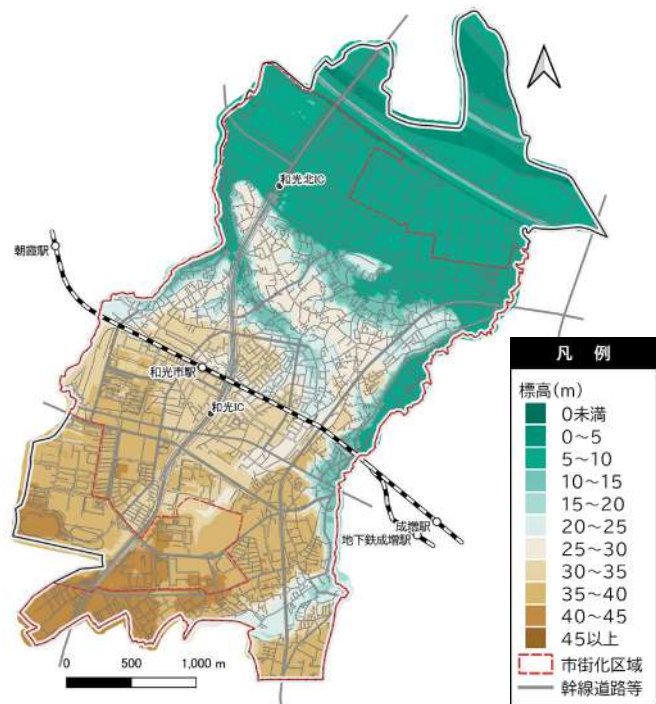 和光北IC
朝霞駅
和光市駅
和光IC
成増駅
地下鉄成増駅
0 500 1,000 m
凡 例
標高(m)
0未満
0～5
5～10
10～15
15～20
20～25
25～30
30～35
35～40
40～45
45以上
市街化区域
幹線道路等